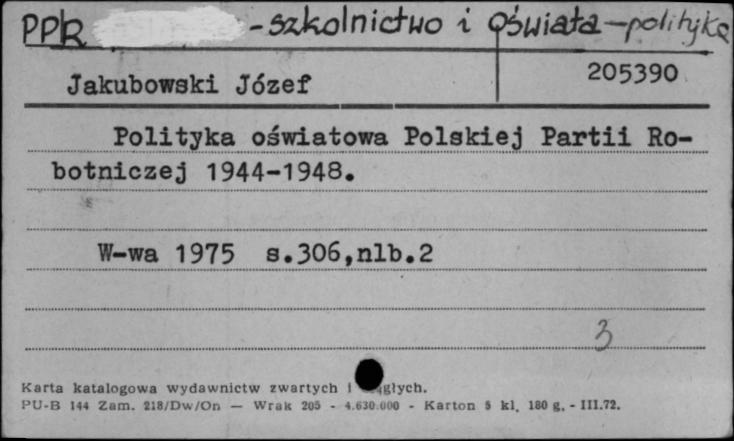 PPR - szkolnictwo i oświata - polityka
Jakubowski Józef 205390
Polityka oświatowa Polskiej Partii Ro-
botniczej 1944-1948.
W-wa 1975 s.306,nlb.2
3
Karta katalogowa wydawnictw zwartych i ciągłych.
PU-B 144 Zam. 218/Dw/On — Wrak 205 - 4.630.000 - Karton 5 kl. 180 g. - III.72.